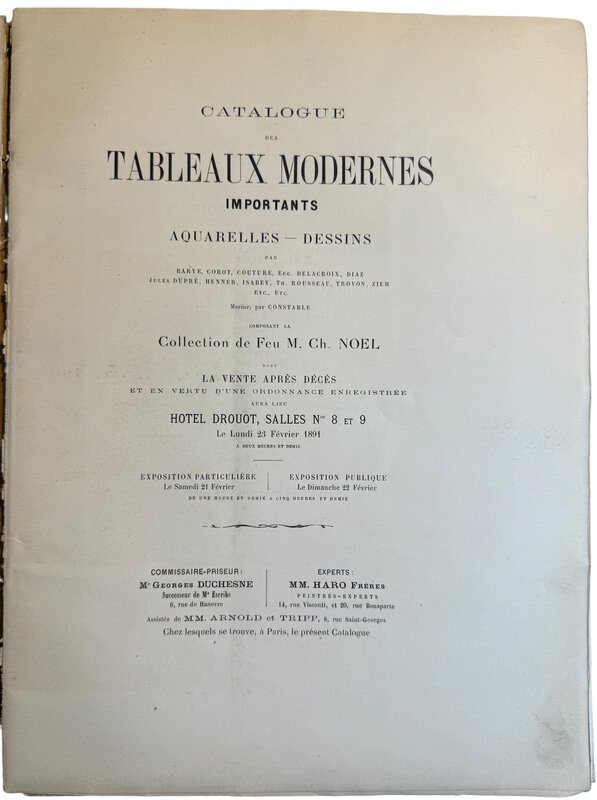 CATALOGUE
DES
TABLEAUX MODERNES
IMPORTANTS
AQUARELLES — DESSINS
PAR
BARYE, COROT, COUTURE, EUG. DELACROIX, DIAZ
JULES DUPRÉ, HENNER, ISABEY, TH. ROUSSEAU, TROYON, ZIEM
ETC., ETC.
Marine, par CONSTABLE
COMPOSANT LA
Collection de Feu M. Ch. NOEL
DONT
LA VENTE APRÈS DÉCÈS
ET EN VERTU D'UNE ORDONNANCE ENREGISTRÉE
AURA LIEU
HOTEL DROUOT, SALLES Nos 8 ET 9
Le Lundi 23 Février 1891
A DEUX HEURES ET DEMIE
EXPOSITION PARTICULIÈRE
Le Samedi 21 Février
EXPOSITION PUBLIQUE
Le Dimanche 22 Février
DE UNE HEURE ET DEMIE A CINQ HEURES ET DEMIE
COMMISSAIRE-PRISEUR:
Me GEORGES DUCHESNE
Successeur de Me Escribe
6, rue de Hanovre
EXPERTS:
MM. HARO FRÈRES
PEINTRES-EXPERTS
14, rue Visconti, et 20, rue Bonaparte
Assistés de MM. ARNOLD et TRIPP, 8, rue Saint-Georges
Chez lesquels se trouve, à Paris, le présent Catalogue